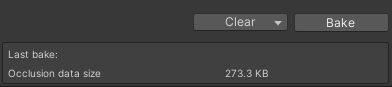 Clear Bake
Last bake:
Occlusion data size 273.3 KB